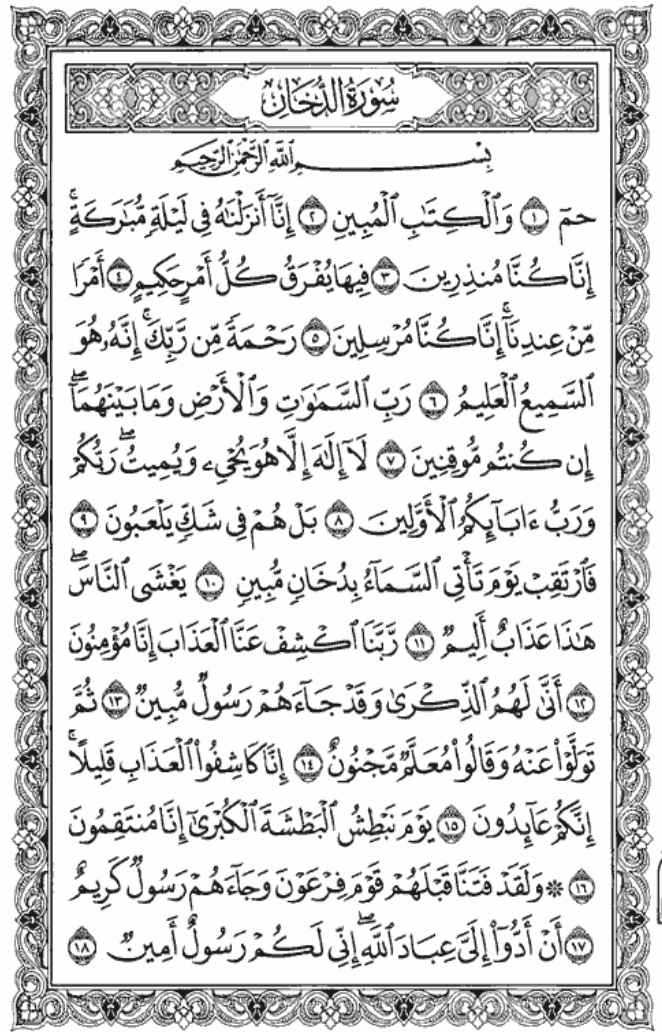 سُورَةُ الدُّخَانِ
بِسْمِ ٱللَّهِ ٱلرَّحْمَٰنِ ٱلرَّحِيمِ
حمٓ ١ وَٱلْكِتَٰبِ ٱلْمُبِينِ ٢ إِنَّآ أَنزَلْنَٰهُ فِى لَيْلَةٍ مُّبَٰرَكَةٍ ۚ
إِنَّا كُنَّا مُنذِرِينَ ٣ فِيهَا يُفْرَقُ كُلُّ أَمْرٍ حَكِيمٍ ٤ أَمْرًا
مِّنْ عِندِنَآ ۚ إِنَّا كُنَّا مُرْسِلِينَ ٥ رَحْمَةً مِّن رَّبِّكَ ۚ إِنَّهُۥ هُوَ
ٱلسَّمِيعُ ٱلْعَلِيمُ ٦ رَبِّ ٱلسَّمَٰوَٰتِ وَٱلْأَرْضِ وَمَا بَيْنَهُمَآ ۖ
إِن كُنتُم مُّوقِنِينَ ٧ لَآ إِلَٰهَ إِلَّا هُوَ يُحْىِۦ وَيُمِيتُ ۖ رَبُّكُمْ
وَرَبُّ ءَابَآئِكُمُ ٱلْأَوَّلِينَ ٨ بَلْ هُمْ فِى شَكٍّ يَلْعَبُونَ ٩
فَٱرْتَقِبْ يَوْمَ تَأْتِى ٱلسَّمَآءُ بِدُخَانٍ مُّبِينٍ ١٠ يَغْشَى ٱلنَّاسَ ۖ
هَٰذَا عَذَابٌ أَلِيمٌ ١١ رَّبَّنَا ٱكْشِفْ عَنَّا ٱلْعَذَابَ إِنَّا مُؤْمِنُونَ
١٢ أَنَّىٰ لَهُمُ ٱلذِّكْرَىٰ وَقَدْ جَآءَهُمْ رَسُولٌ مُّبِينٌ ١٣ ثُمَّ
تَوَلَّوْا۟ عَنْهُ وَقَالُوا۟ مُعَلَّمٌ مَّجْنُونٌ ١٤ إِنَّا كَاشِفُوا۟ ٱلْعَذَابِ قَلِيلًا ۚ
إِنَّكُمْ عَآئِدُونَ ١٥ يَوْمَ نَبْطِشُ ٱلْبَطْشَةَ ٱلْكُبْرَىٰٓ إِنَّا مُنتَقِمُونَ
١٦ ۞ وَلَقَدْ فَتَنَّا قَبْلَهُمْ قَوْمَ فِرْعَوْنَ وَجَآءَهُمْ رَسُولٌ كَرِيمٌ
١٧ أَنْ أَدُّوٓا۟ إِلَىَّ عِبَادَ ٱللَّهِ ۖ إِنِّى لَكُمْ رَسُولٌ أَمِينٌ ١٨